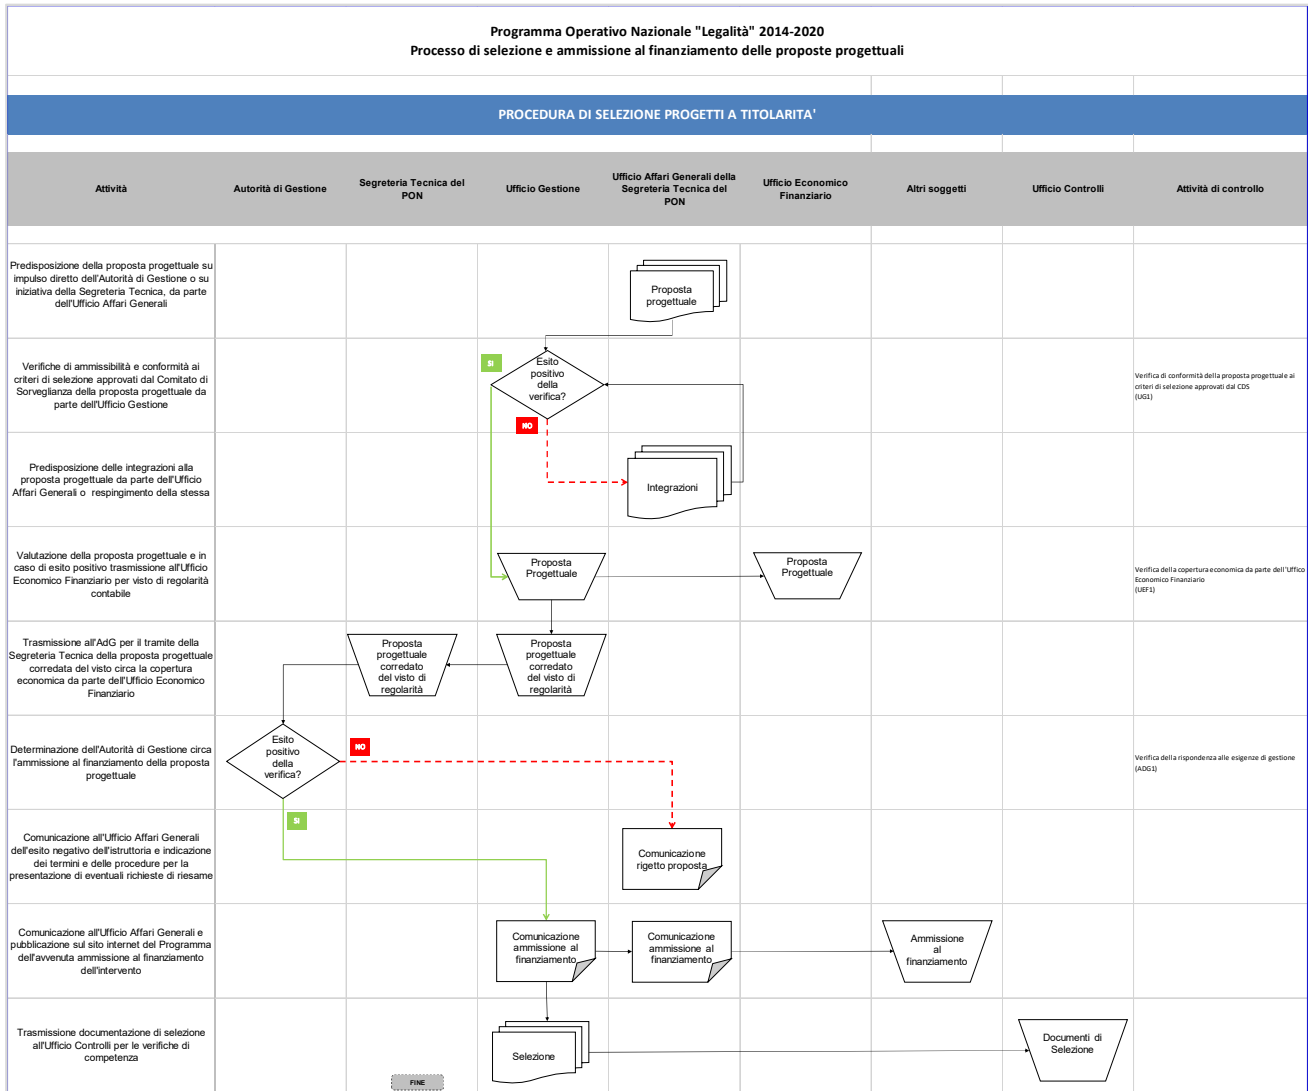 Programma Operativo Nazionale "Legalità" 2014-2020
Processo di selezione e ammissione al finanziamento delle proposte progettuali
PROCEDURA DI SELEZIONE PROGETTI A TITOLARITA'
Attività
Autorità di Gestione
Segreteria Tecnica del
PON
Ufficio Gestione
Ufficio Affari Generali della
Segreteria Tecnica del
PON
Ufficio Economico
Finanziario
Altri soggetti
Ufficio Controlli
Attività di controllo
Predisposizione della proposta progettuale su
impulso diretto dell'Autorità di Gestione o su
iniziativa della Segreteria Tecnica, da parte
dell'Ufficio Affari Generali
Proposta
progettuale
Verifiche di ammissibilità e conformità ai
criteri di selezione approvati dal Comitato di
Sorveglianza della proposta progettuale da
parte dell'Ufficio Gestione
SI
Esito
positivo
della
verifica?
NO
Verifica di conformità della proposta progettuale ai
criteri di selezione approvati dal CDS
(UG1)
Predisposizione delle integrazioni alla
proposta progettuale da parte dell'Ufficio
Affari Generali o respingimento della stessa
Integrazioni
Valutazione della proposta progettuale e in
caso di esito positivo trasmissione all'Ufficio
Economico Finanziario per visto di regolarità
contabile
Proposta
Progettuale
Proposta
Progettuale
Verifica della copertura economica da parte dell'Uffico
Economico Finanziario
(UEF1)
Trasmissione all'AdG per il tramite della
Segreteria Tecnica della proposta progettuale
corredata del visto circa la copertura
economica da parte dell'Ufficio Economico
Finanziario
Proposta
progettuale
corredato
del visto di
regolarità
Proposta
progettuale
corredato
del visto di
regolarità
Determinazione dell'Autorità di Gestione circa
l'ammissione al finanziamento della proposta
progettuale
Esito
positivo
della
verifica?
NO
SI
Verifica della rispondenza alle esigenze di gestione
(ADG1)
Comunicazione all'Ufficio Affari Generali
dell'esito negativo dell'istruttoria e indicazione
dei termini e delle procedure per la
presentazione di eventuali richieste di riesame
Comunicazione
rigetto proposta
Comunicazione all'Ufficio Affari Generali e
pubblicazione sul sito internet del Programma
dell'avvenuta ammissione al finanziamento
dell'intervento
Comunicazione
ammissione al
finanziamento
Comunicazione
ammissione al
finanziamento
Ammissione
al
finanziamento
Trasmissione documentazione di selezione
all'Ufficio Controlli per le verifiche di
competenza
Selezione
Documenti di
Selezione
FINE